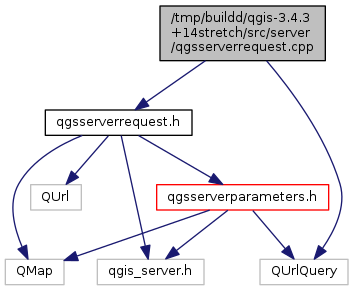 /tmp/buildd/qgis-3.4.3
+14stretch/src/server
/qgsserverrequest.cpp
qgsserverrequest.h
QUrl
qgsserverparameters.h
QMap
qgis_server.h
QUrlQuery